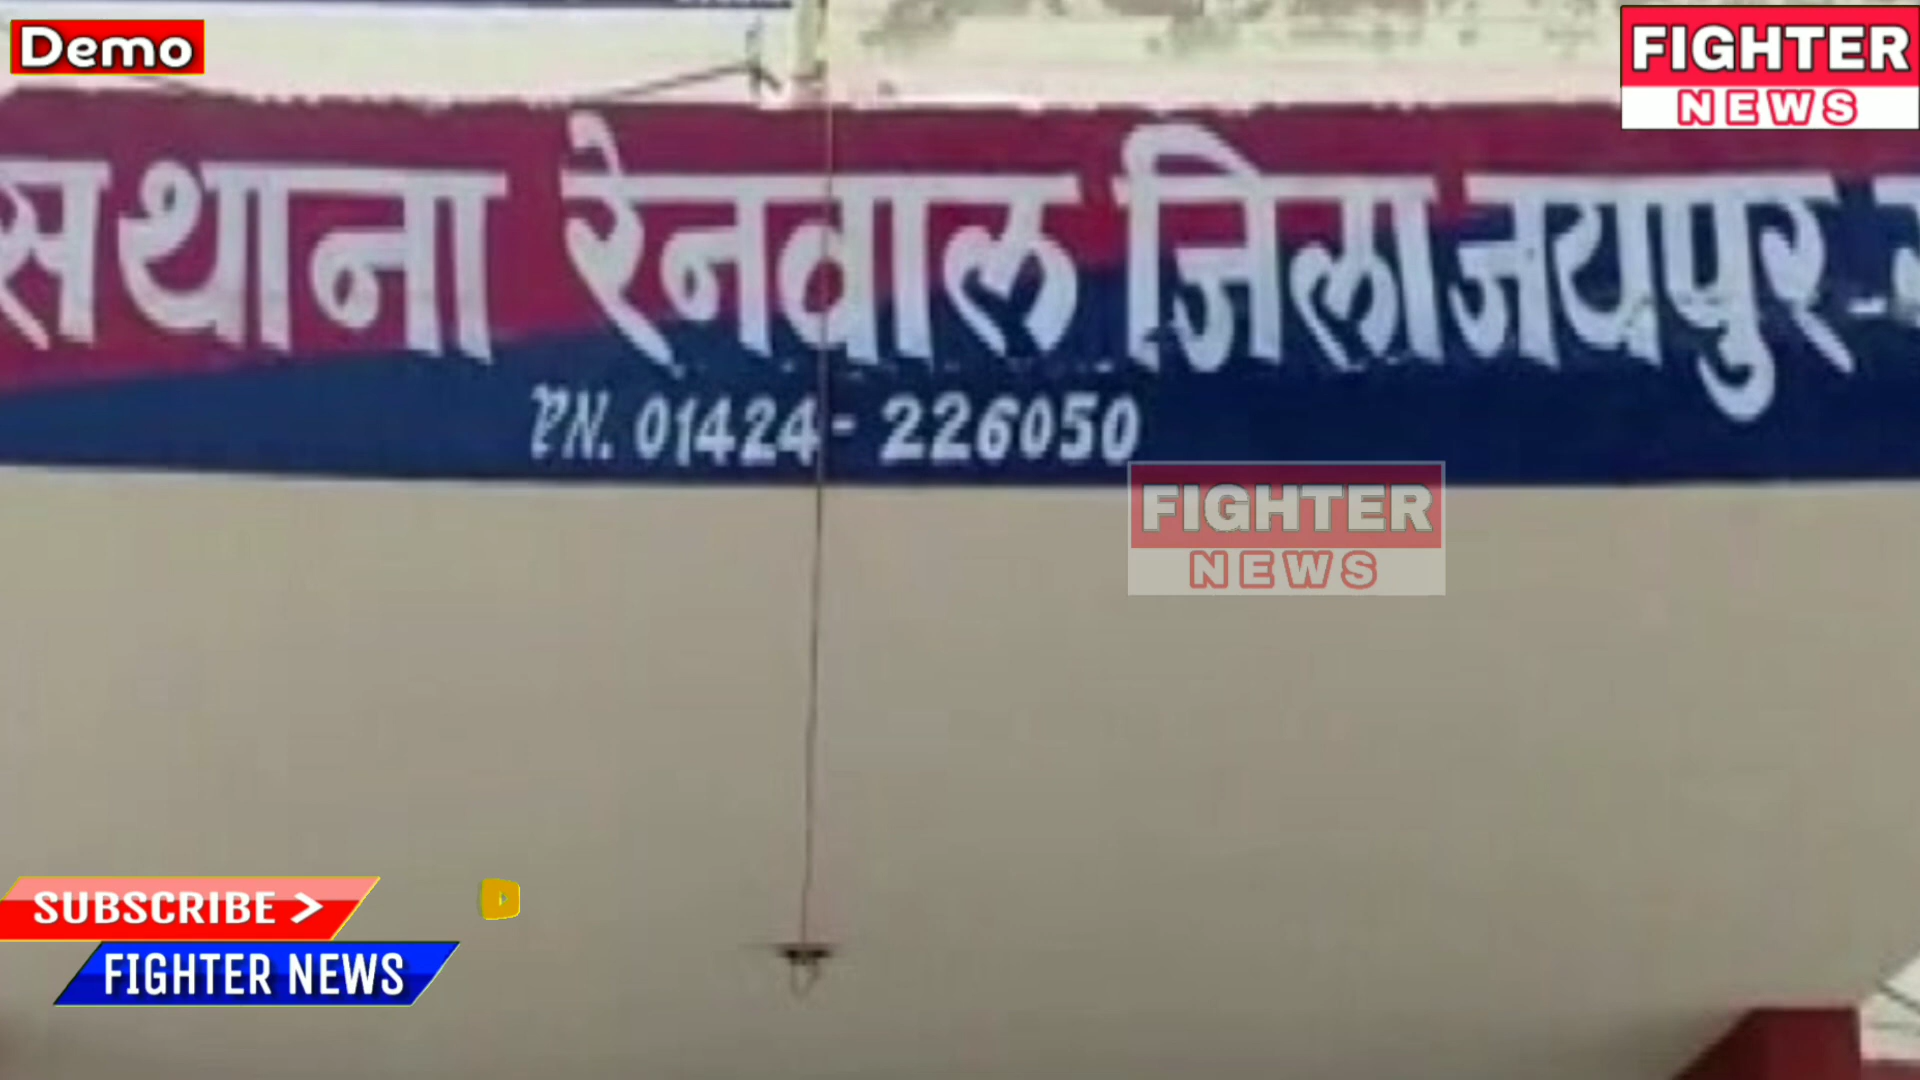 Demo
FIGHTER
NEWS
स थाना रेनवाल जिला जयपुर-
PN. 01424-226050
FIGHTER
NEWS
SUBSCRIBE >
D
FIGHTER NEWS